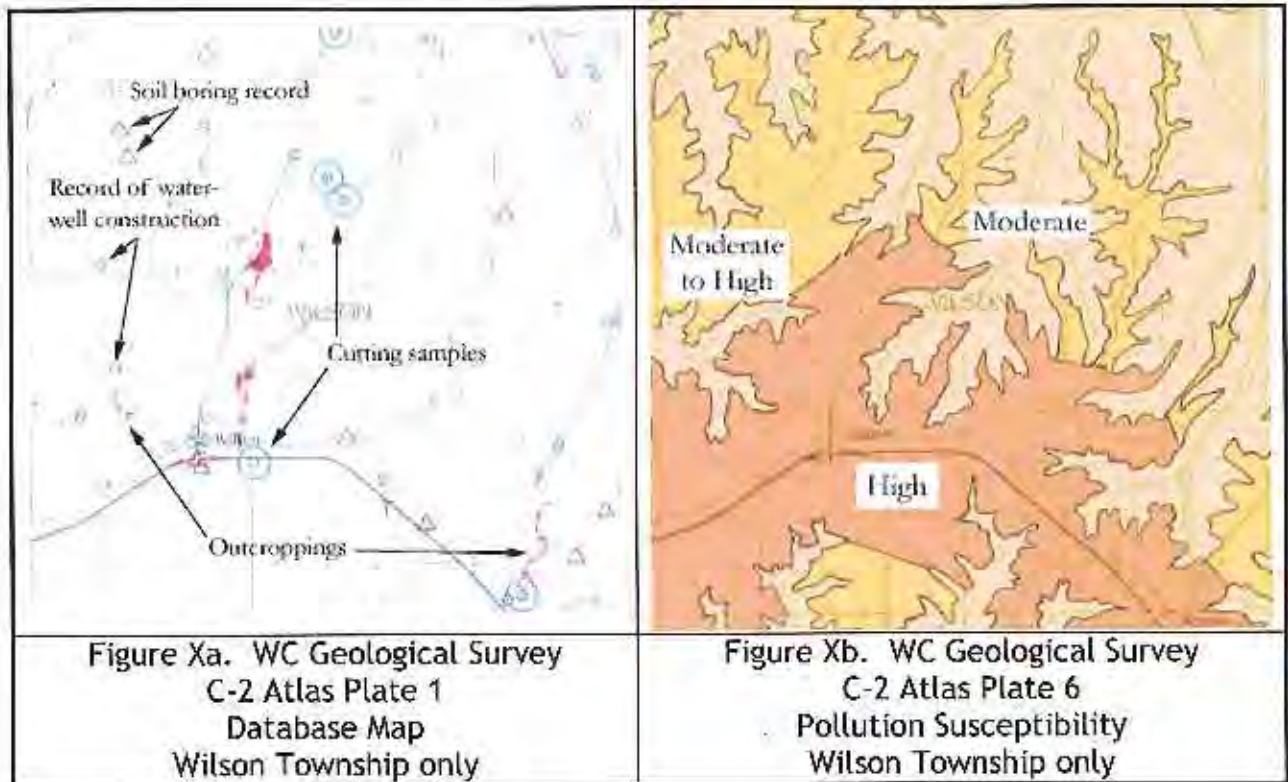 Soil boring record
Record of water-
well construction
WILSON
Cutting samples
Outcroppings
Moderate
to High
Moderate
WILSON
High
Figure Xa. WC Geological Survey
C-2 Atlas Plate 1
Database Map
Wilson Township only
Figure Xb. WC Geological Survey
C-2 Atlas Plate 6
Pollution Susceptibility
Wilson Township only